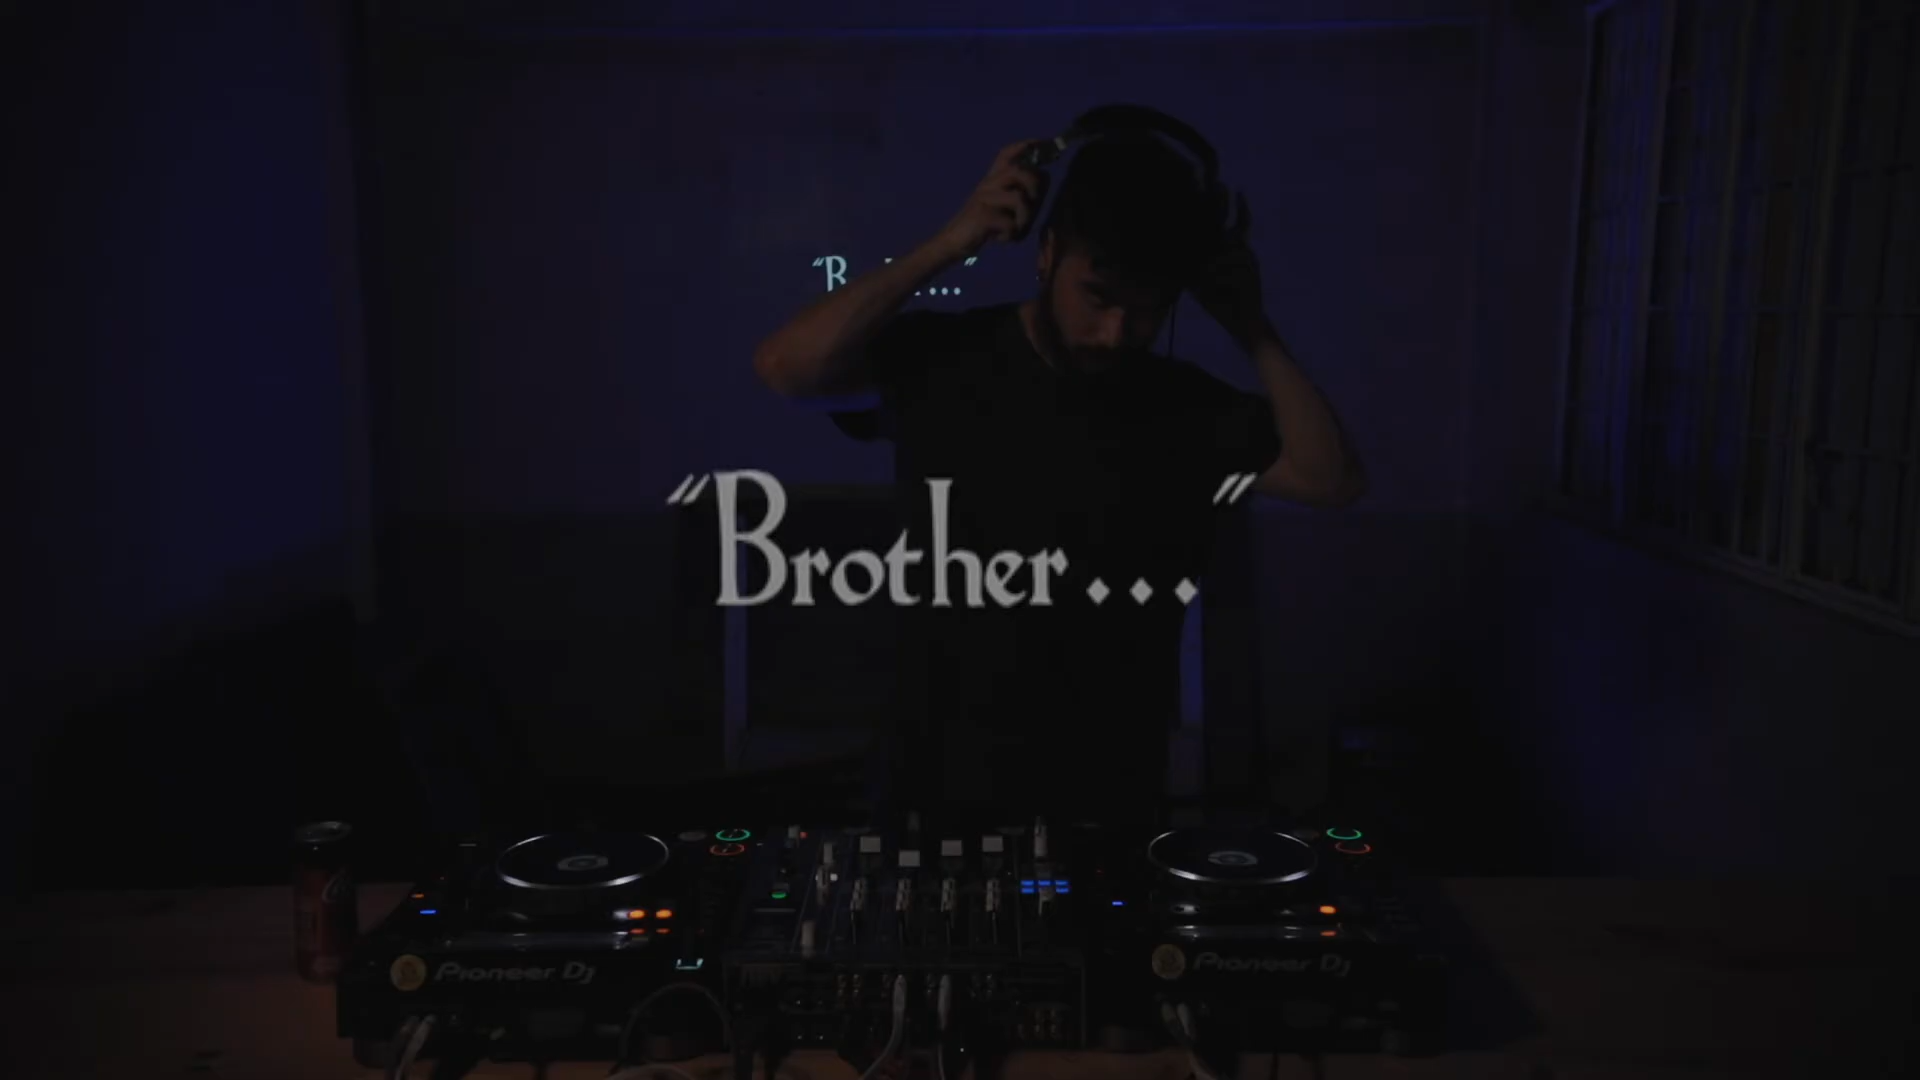 “B ...”
“Brother...”
Pioneer DJ
Pioneer DJ